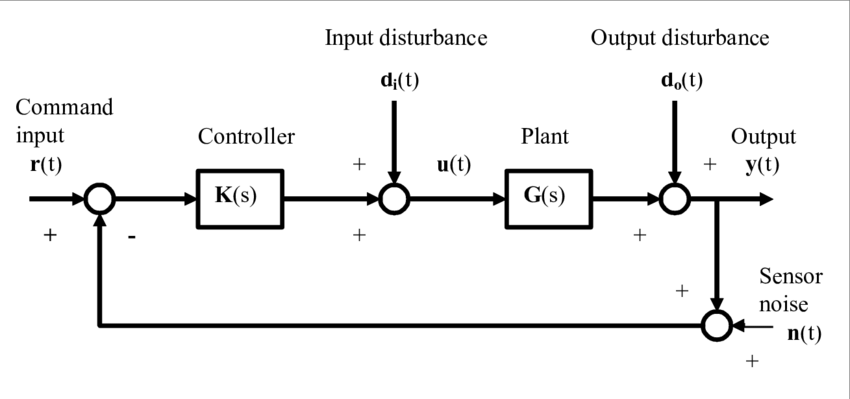 Input disturbance
Output disturbance
dᵢ(t)
dₒ(t)
Command
input
r(t)
Controller
Plant
Output
y(t)
+
u(t)
+
K(s)
G(s)
+
-
+
+
Sensor
noise
n(t)
+
+